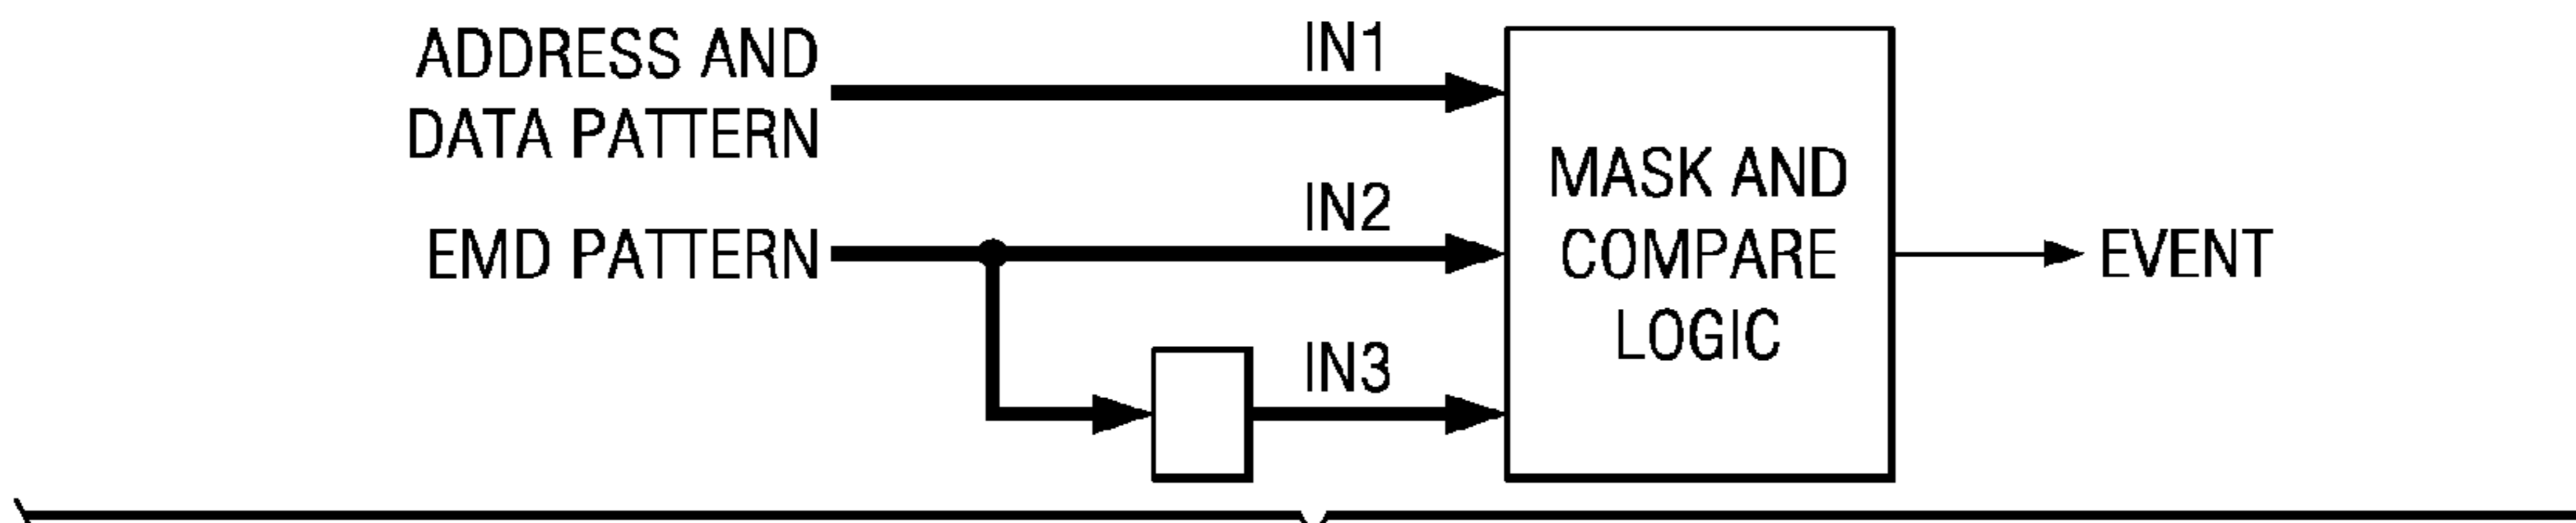 ADDRESS AND
DATA PATTERN
IN1
EMD PATTERN
IN2
IN3
MASK AND
COMPARE
LOGIC
EVENT